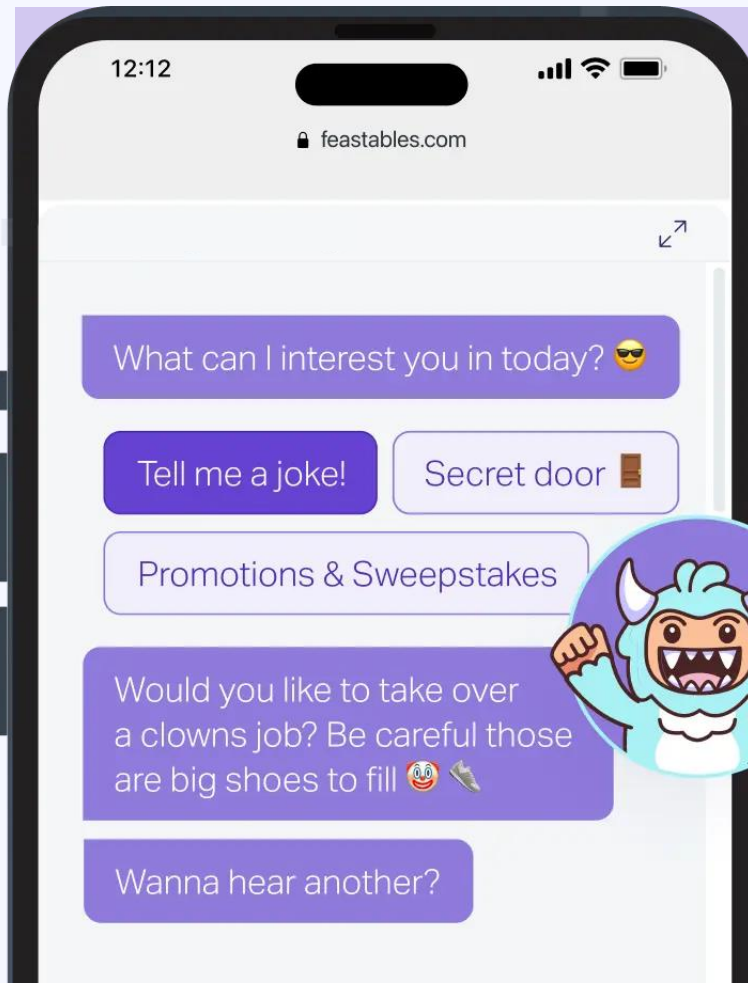 12:12
feastables.com
What can I interest you in today? 😎
Tell me a joke!
Secret door 🚪
Promotions & Sweepstakes
Would you like to take over
a clowns job? Be careful those
are big shoes to fill 🤡 👟
Wanna hear another?